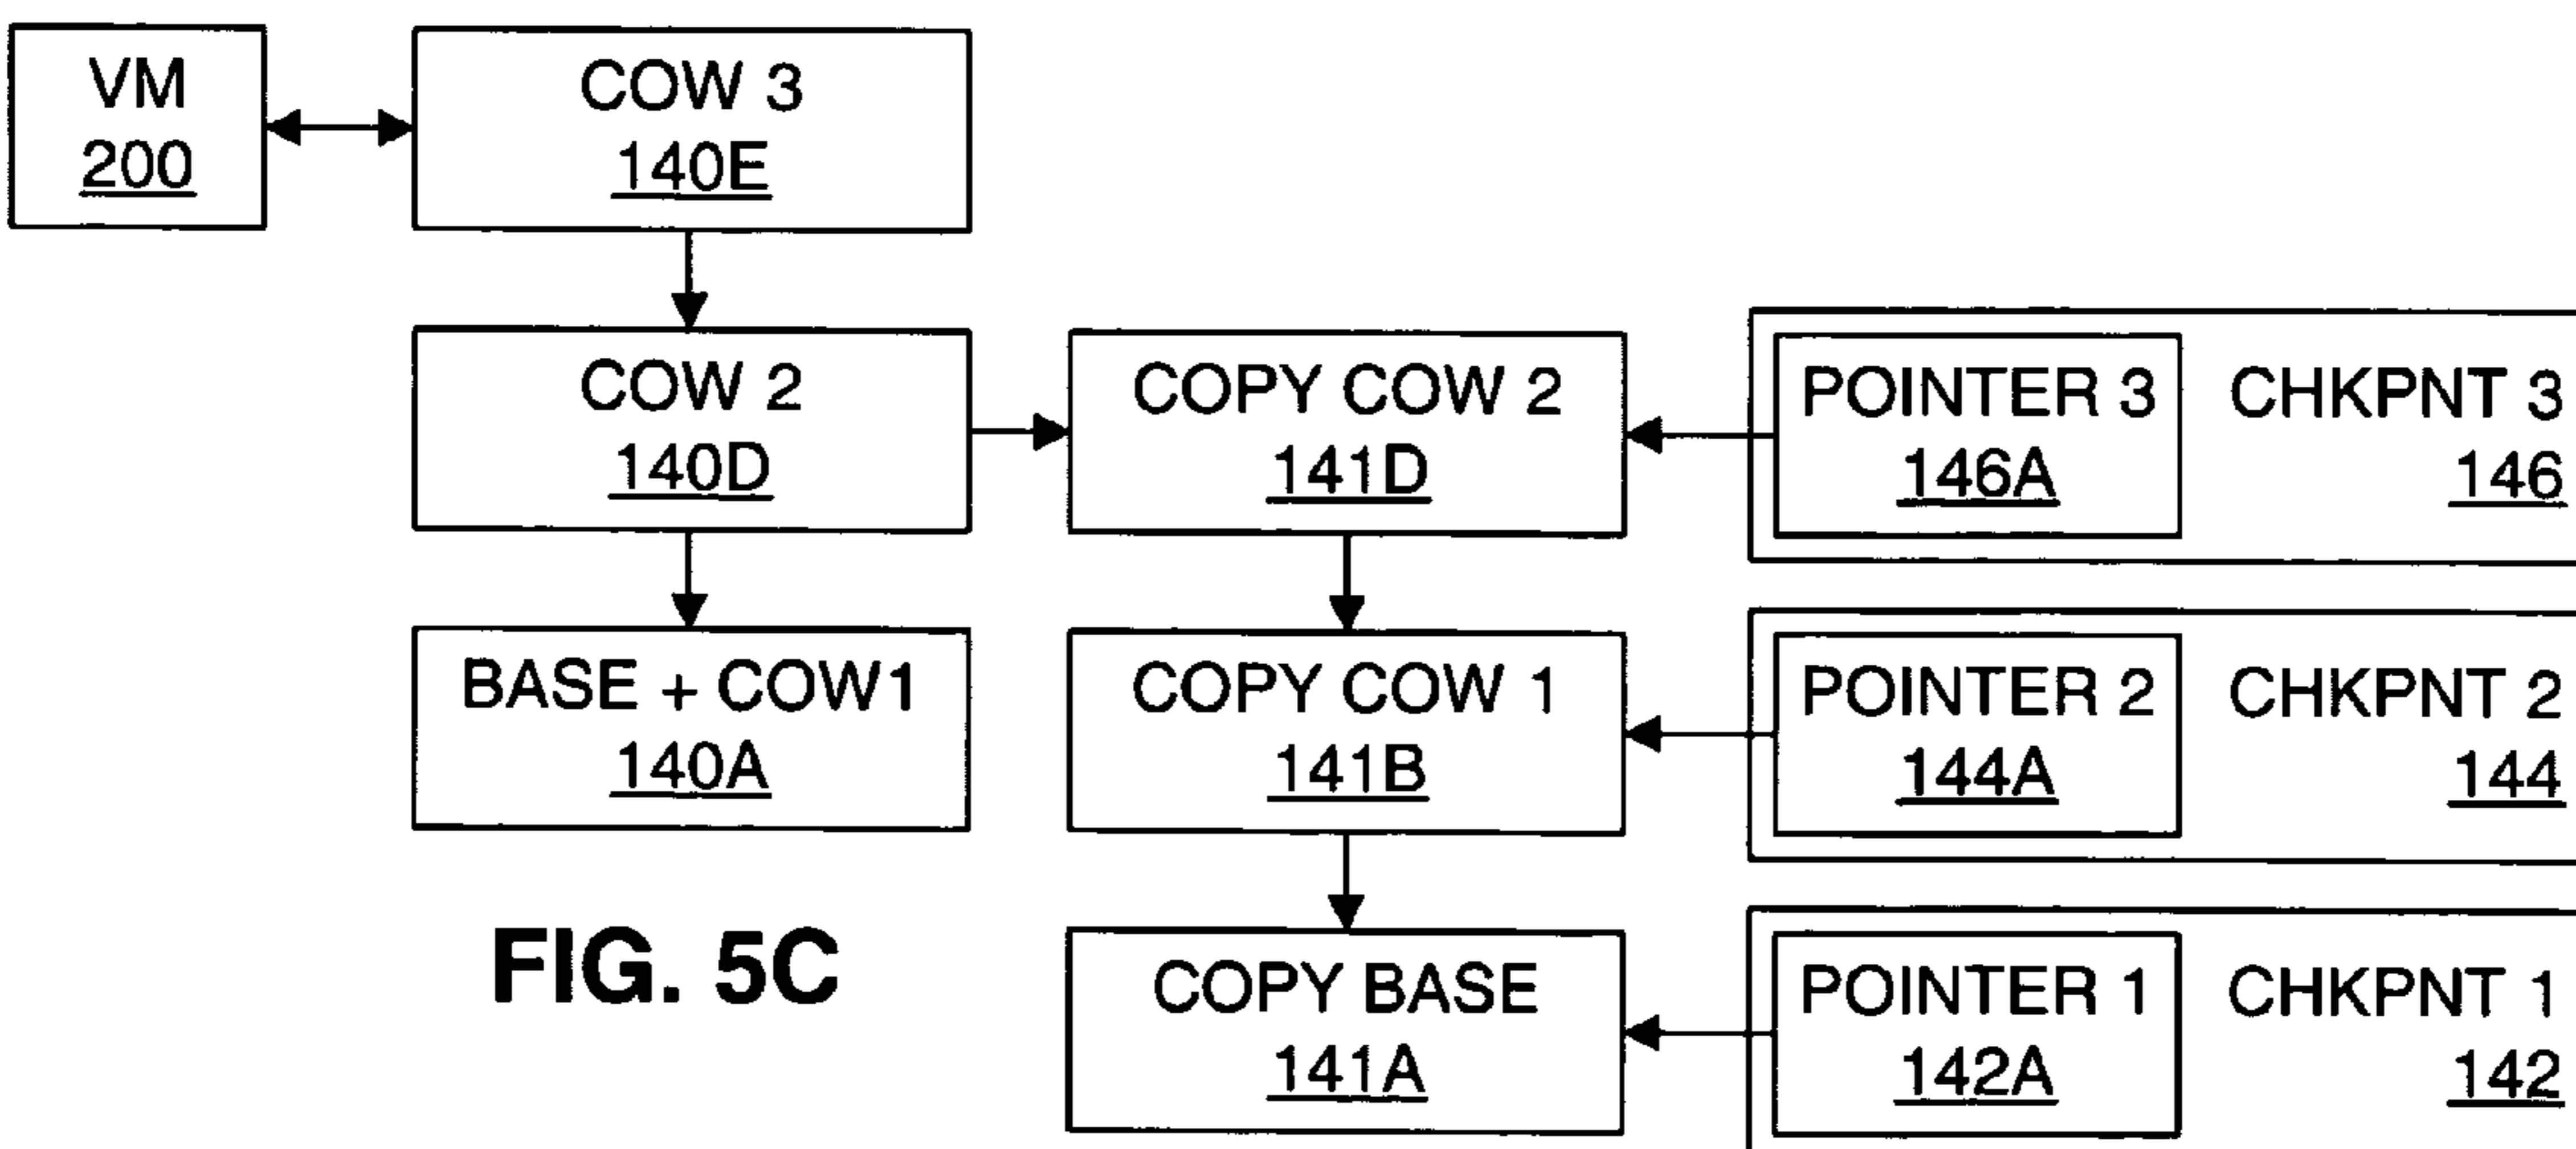 VM
200
COW 3
140E
COW 2
140D
COPY COW 2
141D
POINTER 3
146A
CHKPNT 3
146
BASE + COW1
140A
COPY COW 1
141B
POINTER 2
144A
CHKPNT 2
144
FIG. 5C
COPY BASE
141A
POINTER 1
142A
CHKPNT 1
142